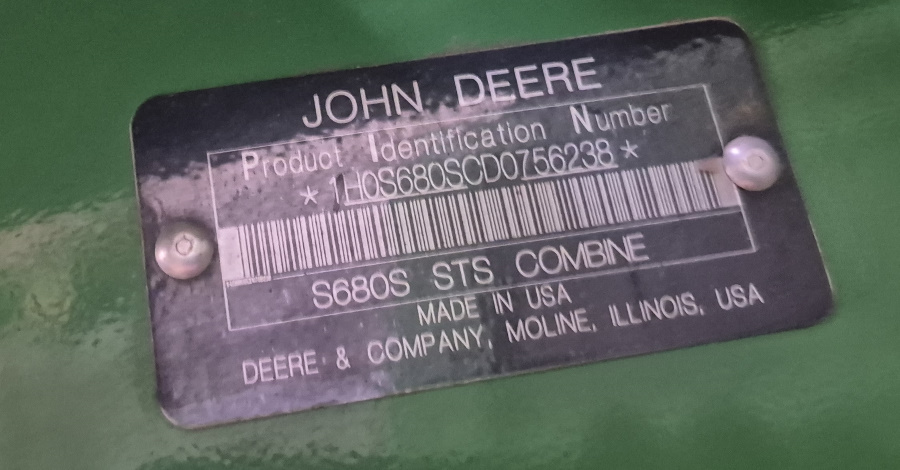 JOHN DEERE
Product Identification Number
*1H0S680SCD0756238*
S680S STS COMBINE
MADE IN USA
DEERE & COMPANY, MOLINE, ILLINOIS, USA